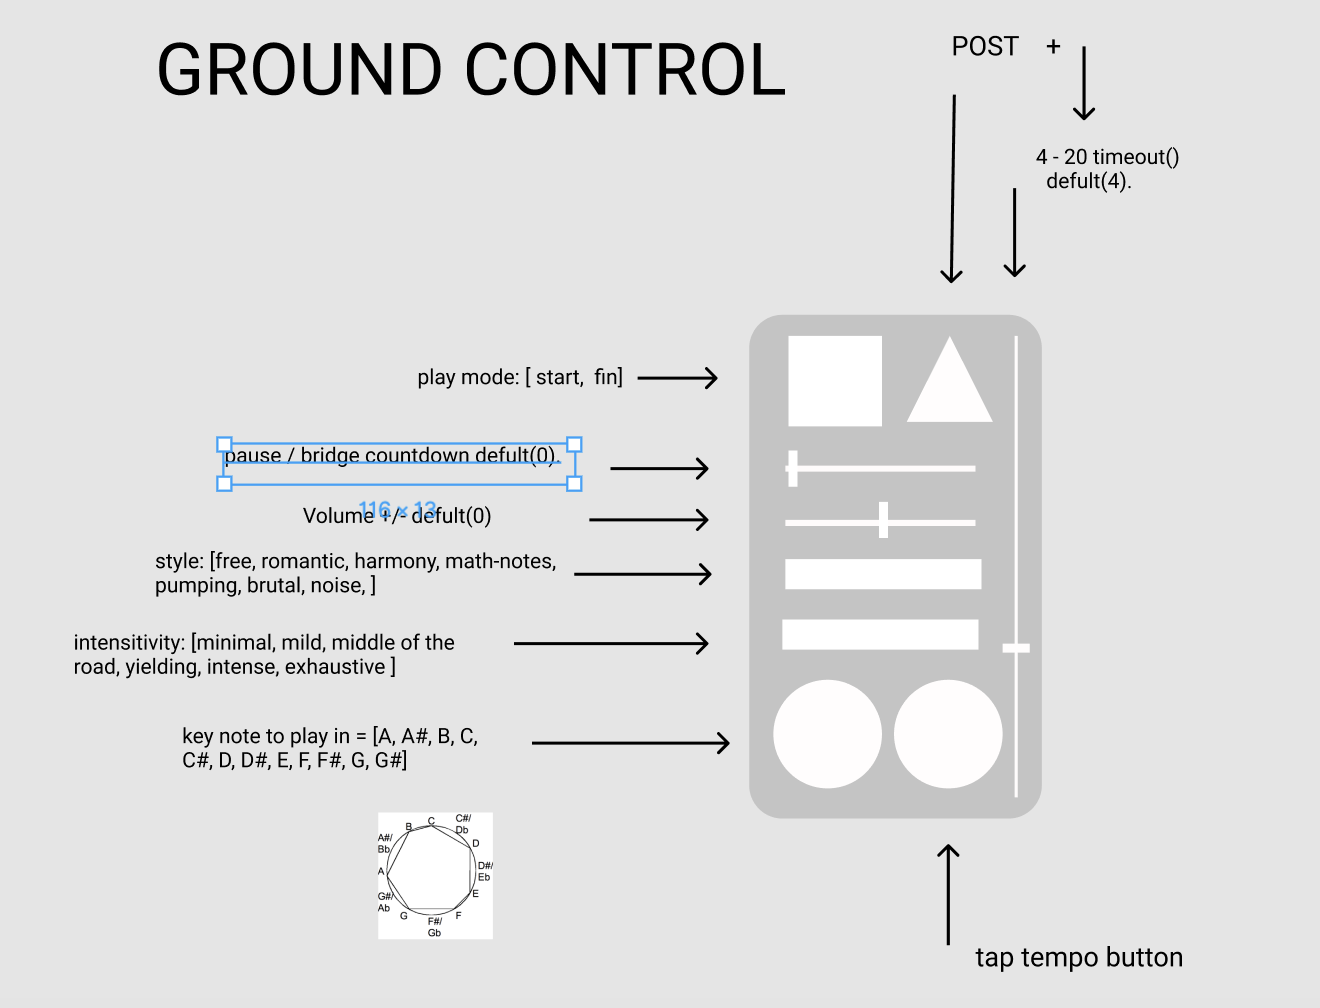 GROUND CONTROL
POST +
4 - 20 timeout()
defult(4).
play mode: [ start, fin]
pause / bridge countdown defult(0).
116 × 13
Volume +/- defult(0)
style: [free, romantic, harmony, math-notes,
pumping, brutal, noise, ]
intensitivity: [minimal, mild, middle of the
road, yielding, intense, exhaustive ]
key note to play in = [A, A#, B, C,
C#, D, D#, E, F, F#, G, G#]
C
C#/
Db
B
A#/
Bb
D
A
D#/
Eb
G#/
Ab
E
G
F
F#/
Gb
tap tempo button